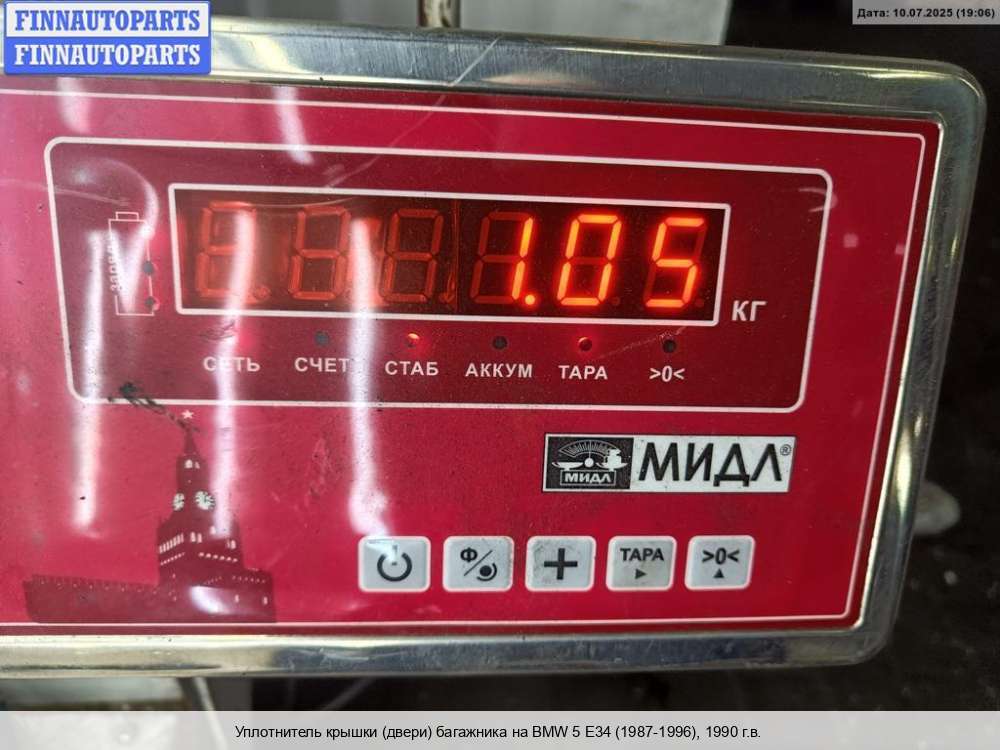 FINNAUTOPARTS
FINNAUTOPARTS
Дата: 10.07.2025 (19:06)
заряд
1.05
КГ
СЕТЬ СЧЕТ СТАБ АККУМ ТАРА >0<
МИДЛ МИДЛ®
Ф ТАРА >0<
Уплотнитель крышки (двери) багажника на BMW 5 E34 (1987-1996), 1990 г.в.